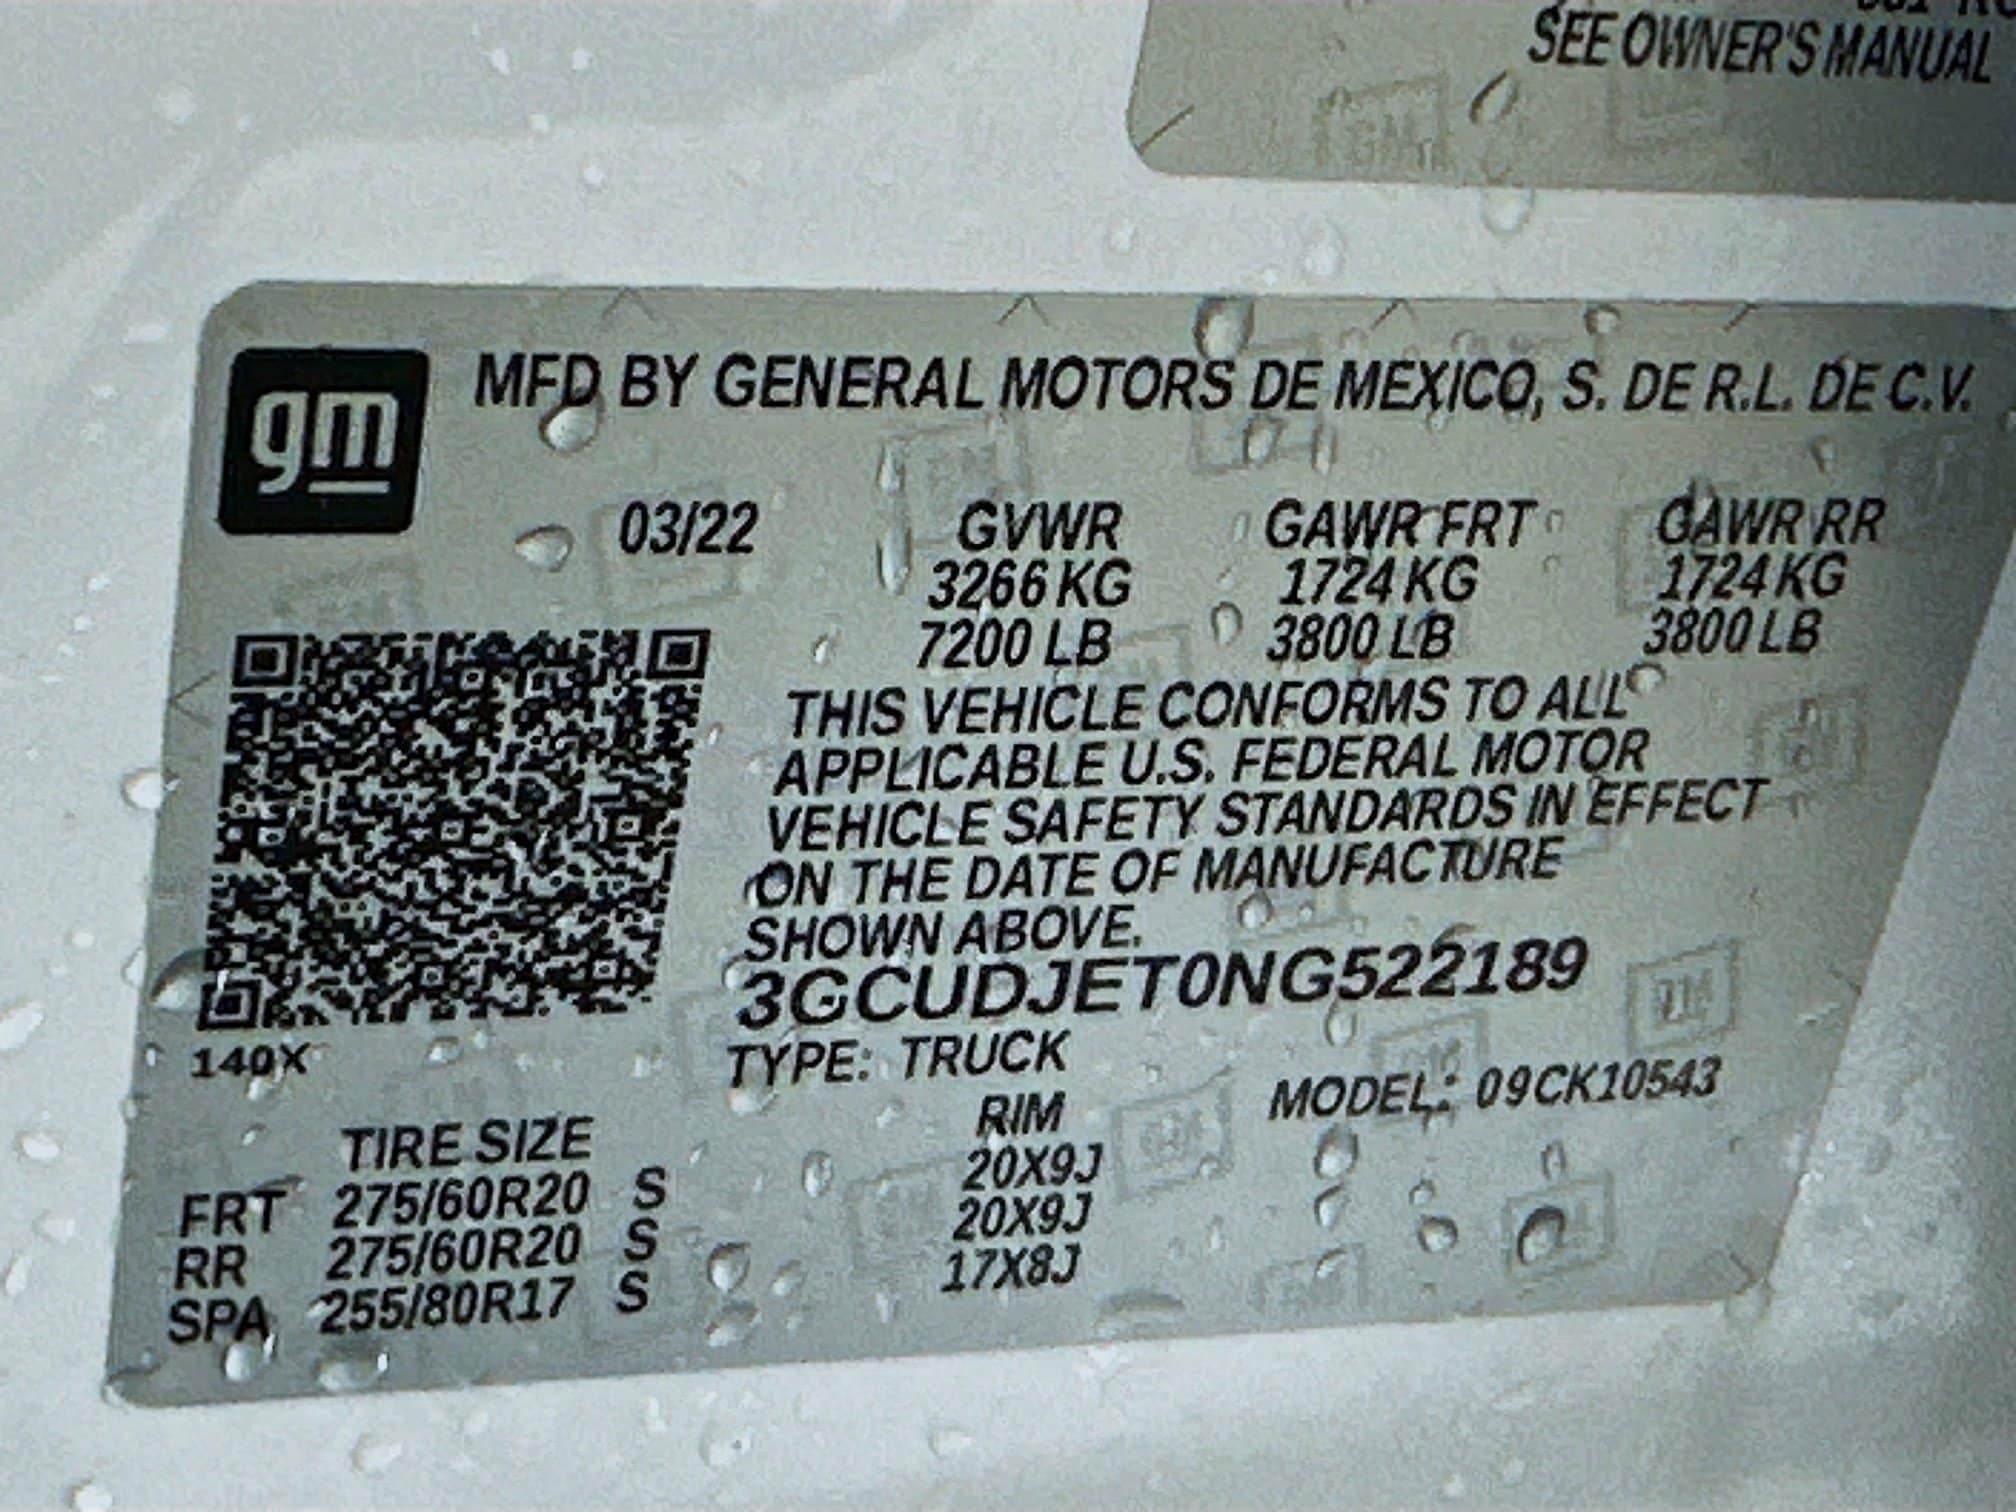 SEE OWNER'S MANUAL
gm
MFD BY GENERAL MOTORS DE MEXICO, S. DE R.L. DE C.V.
03/22 GVWR GAWR FRT GAWR RR
3266 KG 1724 KG 1724 KG
7200 LB 3800 LB 3800 LB
THIS VEHICLE CONFORMS TO ALL
APPLICABLE U.S. FEDERAL MOTOR
VEHICLE SAFETY STANDARDS IN EFFECT
ON THE DATE OF MANUFACTURE
SHOWN ABOVE.
3GCUDJET0NG522189
140X
TYPE: TRUCK MODEL: 09CK10543
TIRE SIZE RIM
FRT 275/60R20 S 20X9J
RR 275/60R20 S 20X9J
SPA 255/80R17 S 17X8J